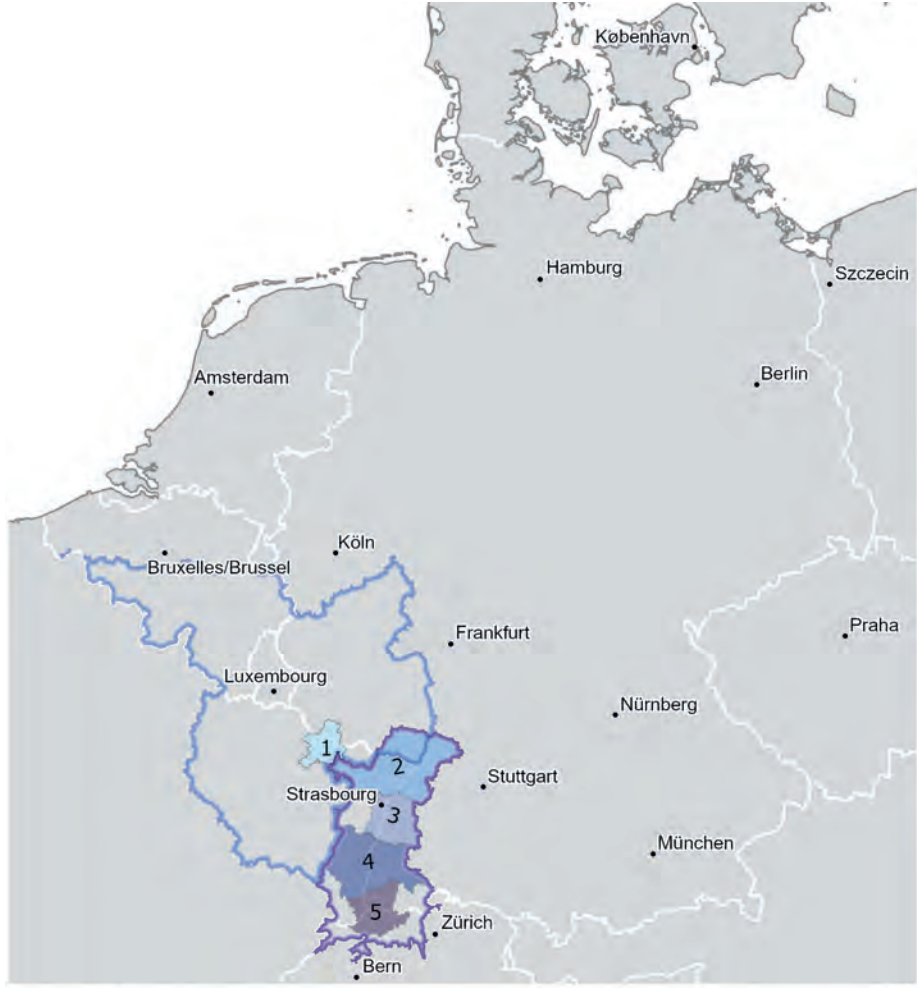 København
Hamburg
Szczecin
Amsterdam
Berlin
Köln
Bruxelles/Brussel
Frankfurt
Praha
Luxembourg
Nürnberg
1
2
Stuttgart
Strasbourg
3
München
4
5
Zürich
Bern